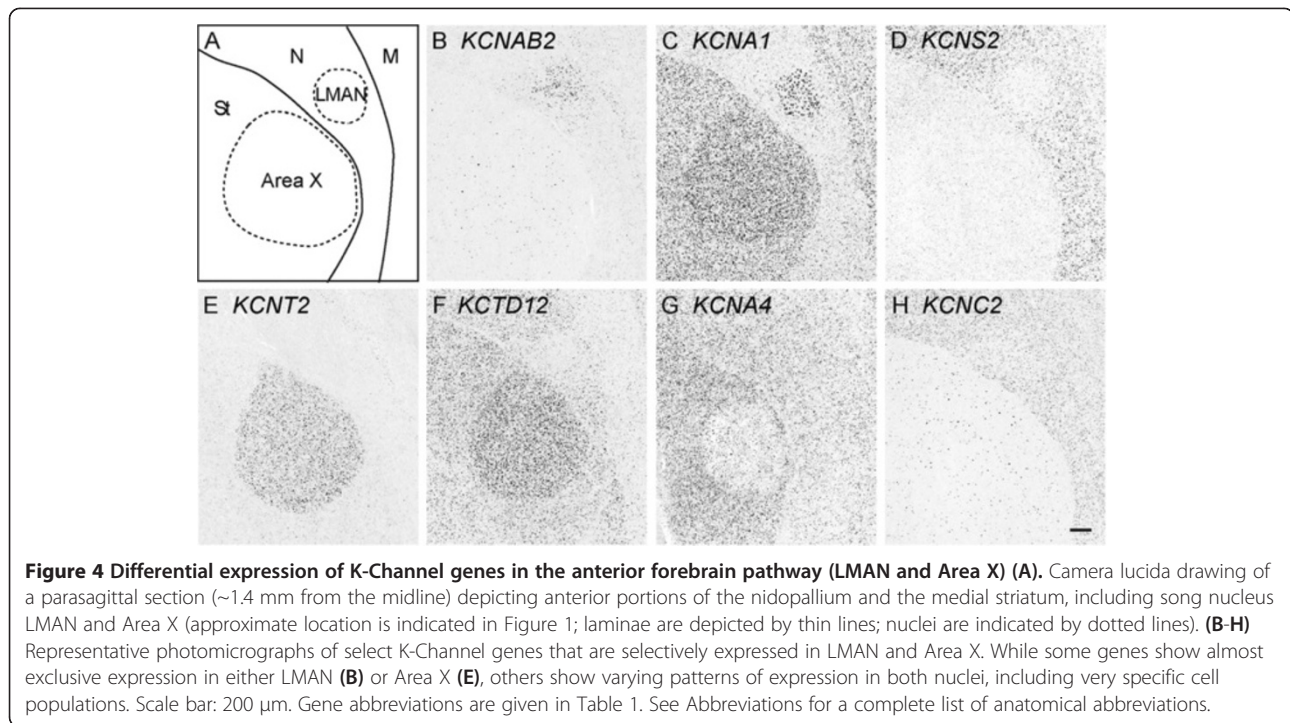 A
N
M
LMAN
St
Area X
B KCNAB2
C KCNA1
D KCNS2
E KCNT2
F KCTD12
G KCNA4
H KCNC2
Figure 4 Differential expression of K-Channel genes in the anterior forebrain pathway (LMAN and Area X) (A). Camera lucida drawing of
a parasagittal section (~1.4 mm from the midline) depicting anterior portions of the nidopallium and the medial striatum, including song nucleus
LMAN and Area X (approximate location is indicated in Figure 1; laminae are depicted by thin lines; nuclei are indicated by dotted lines). (B-H)
Representative photomicrographs of select K-Channel genes that are selectively expressed in LMAN and Area X. While some genes show almost
exclusive expression in either LMAN (B) or Area X (E), others show varying patterns of expression in both nuclei, including very specific cell
populations. Scale bar: 200 μm. Gene abbreviations are given in Table 1. See Abbreviations for a complete list of anatomical abbreviations.